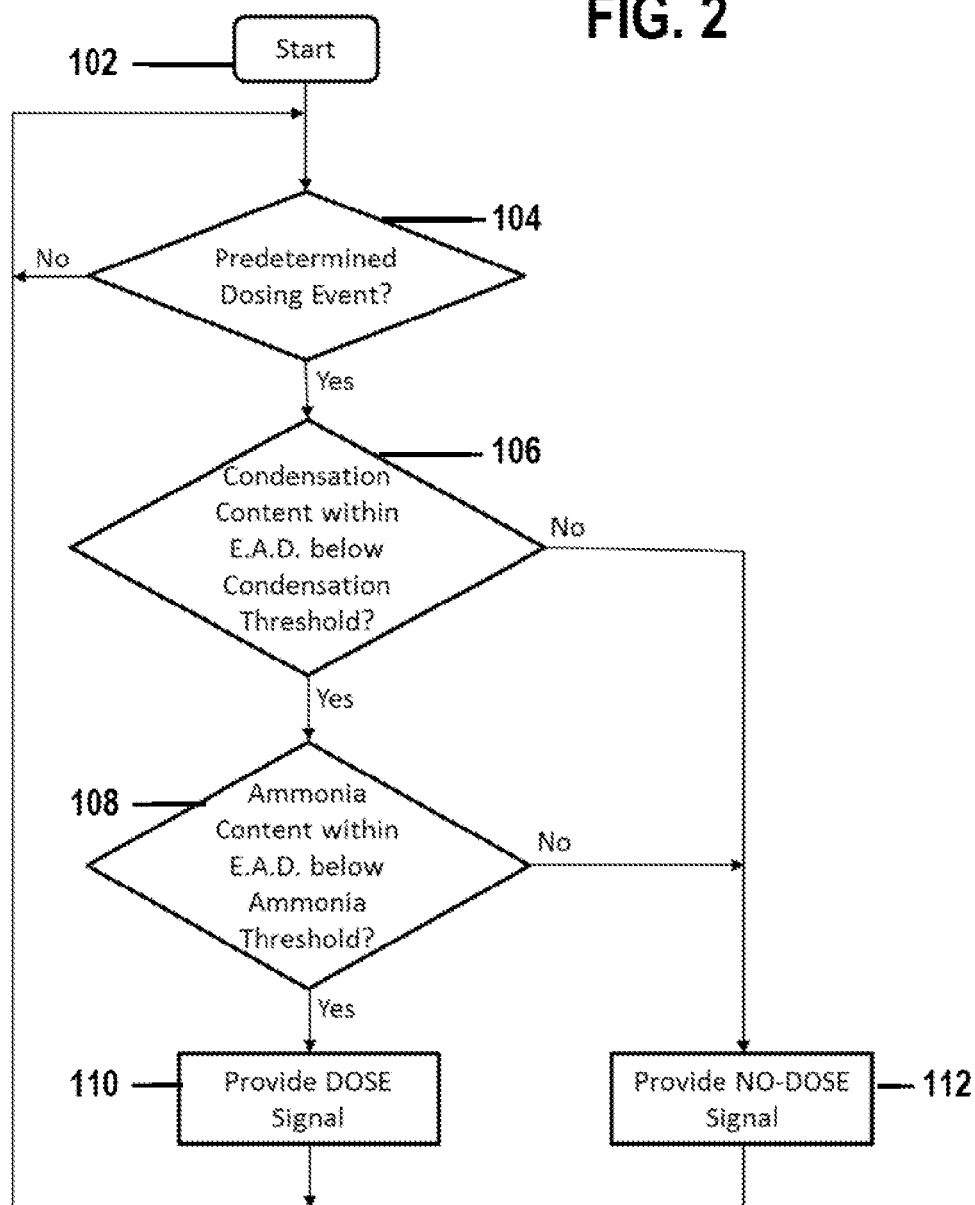 FIG. 2
102
Start
104
No
Predetermined
Dosing Event?
Yes
106
Condensation
Content within
E.A.D. below
Condensation
Threshold?
No
Yes
108
Ammonia
Content within
E.A.D. below
Ammonia
Threshold?
No
Yes
110
Provide DOSE
Signal
Provide NO-DOSE
Signal
112